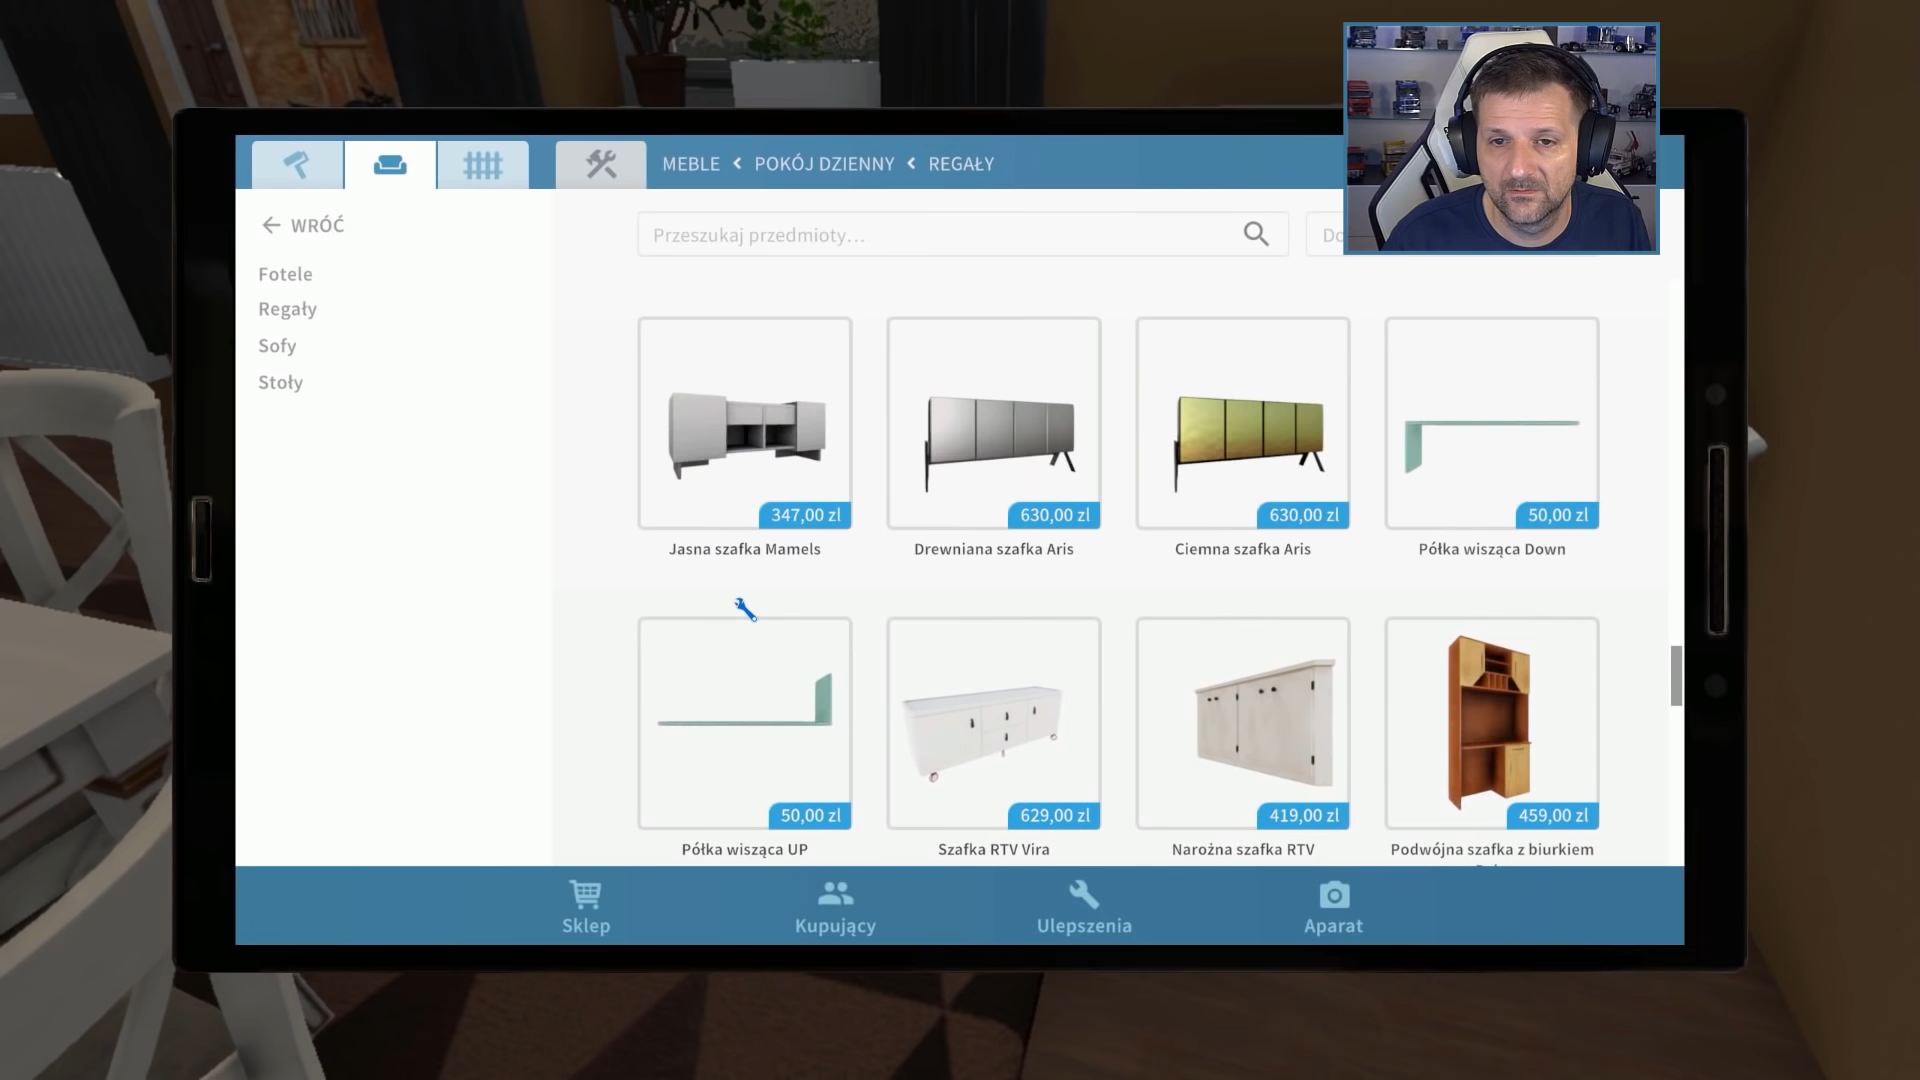 MEBLE < POKÓJ DZIENNY < REGAŁY
WRÓĆ
Fotele
Regały
Sofy
Stoły
Przeszukaj przedmioty...
347,00 zl
630,00 zl
630,00 zl
50,00 zl
Jasna szafka Mamels
Drewniana szafka Aris
Ciemna szafka Aris
Półka wisząca Down
50,00 zl
629,00 zl
419,00 zl
459,00 zl
Półka wisząca UP
Szafka RTV Vira
Narożna szafka RTV
Podwójna szafka z biurkiem
Sklep
Kupujący
Ulepszenia
Aparat